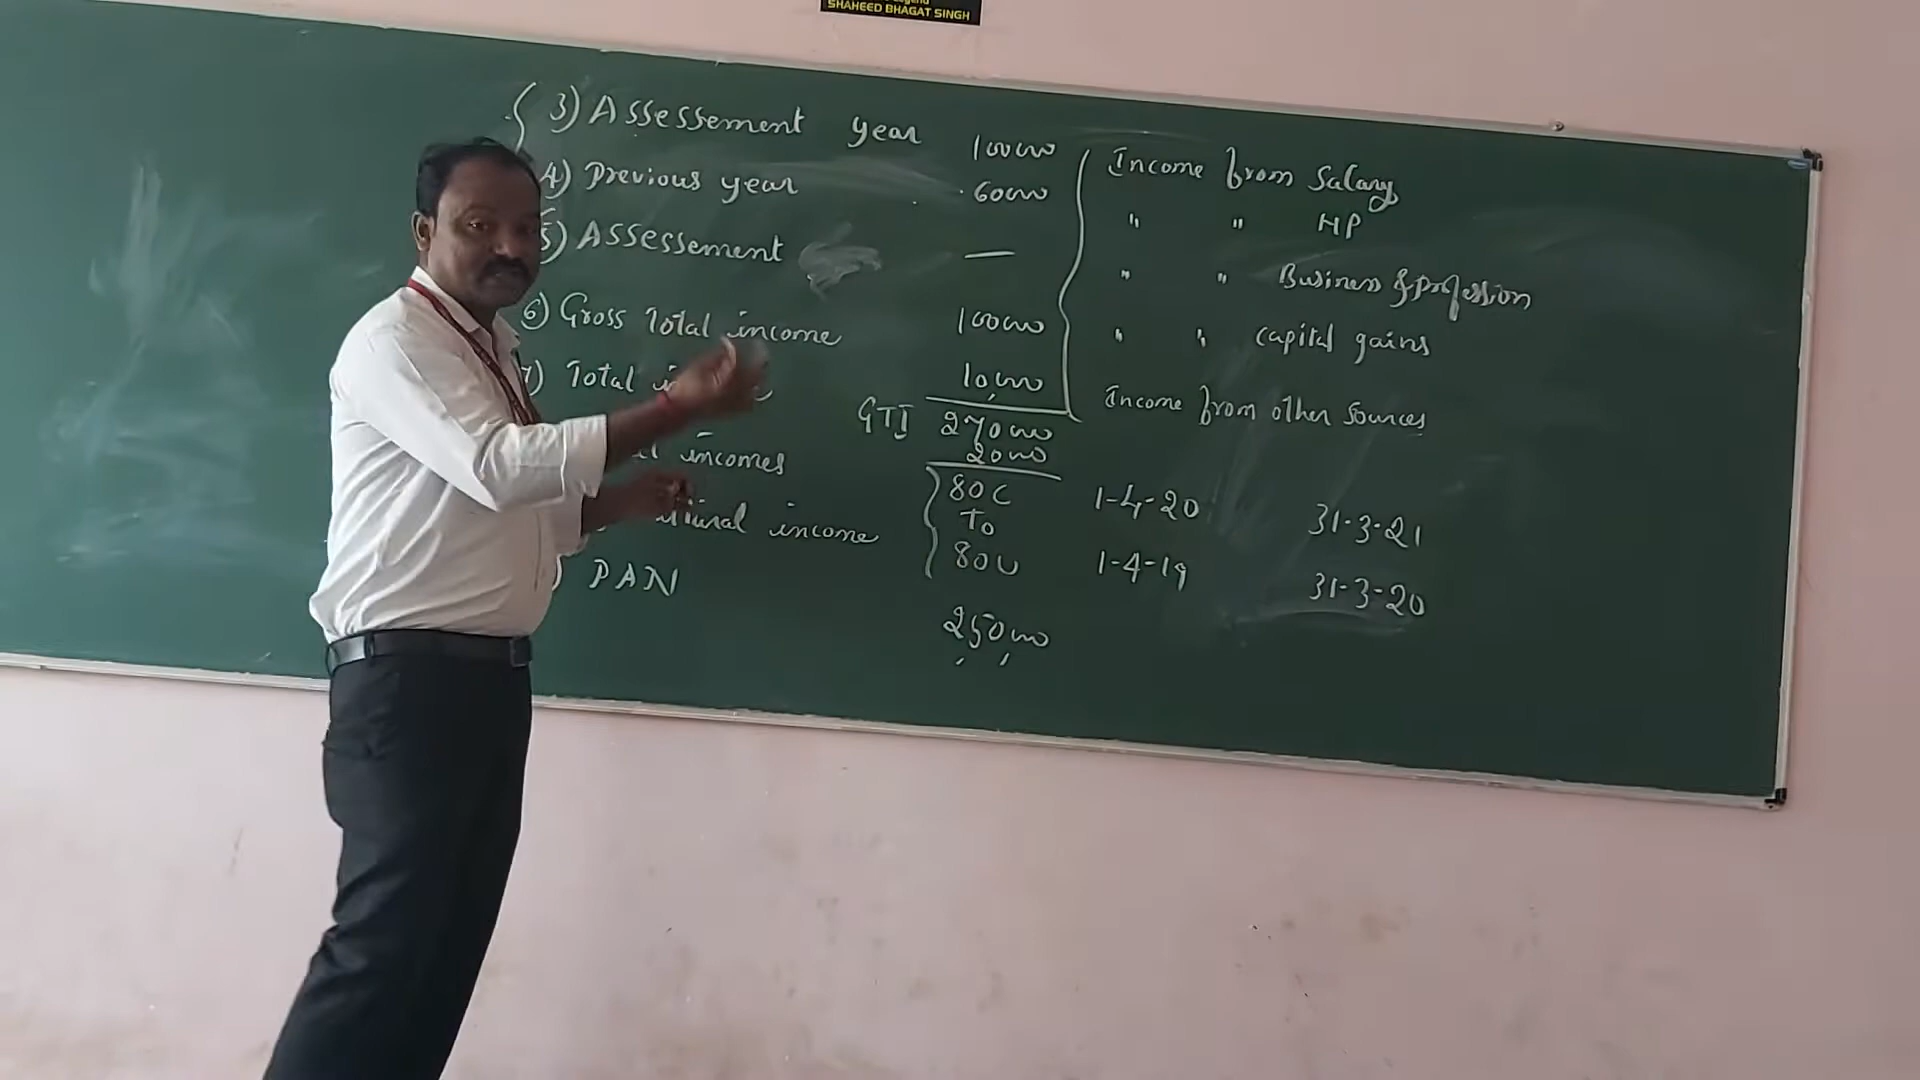 SHAHEED BHAGAT SINGH
3) Assessement year
4) Previous year
5) Assessement
6) Gross Total income
7) Total
incomes
income
PAN
100000
60000
—
100000
10000
GTI 270000
20000
80C
To
80U
250000
Income from Salary
" " HP
" " Business & profession
" " capital gains
Income from other Sources
1-4-20 31-3-21
1-4-19 31-3-20